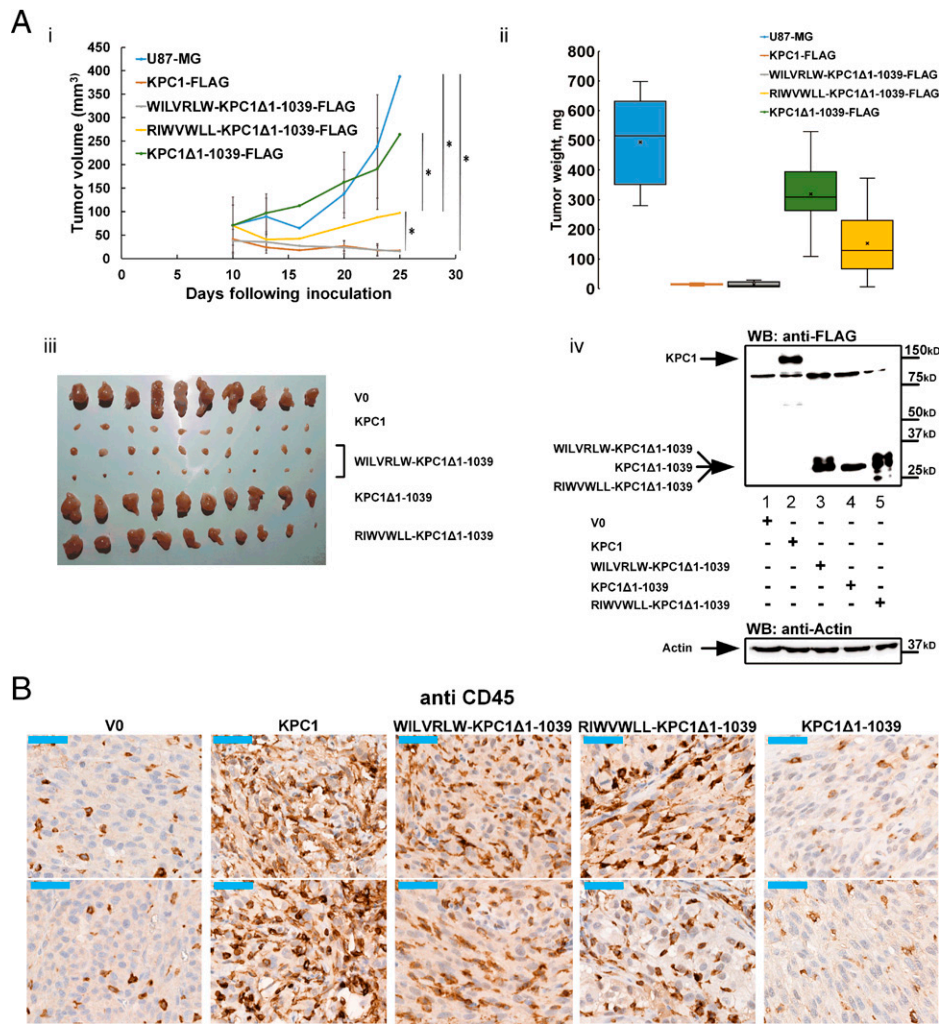 A
i
Tumor volume (mm³)
450
400
350
300
250
200
150
100
50
0
0 5 10 15 20 25 30
Days following inoculation
U87-MG
KPC1-FLAG
WILVRLW-KPC1Δ1-1039-FLAG
RIWVWLL-KPC1Δ1-1039-FLAG
KPC1Δ1-1039-FLAG
*
*
*
*
ii
Tumor weight, mg
800
700
600
500
400
300
200
100
0
U87-MG
KPC1-FLAG
WILVRLW-KPC1Δ1-1039-FLAG
RIWVWLL-KPC1Δ1-1039-FLAG
KPC1Δ1-1039-FLAG
iii
V0
KPC1
WILVRLW-KPC1Δ1-1039
KPC1Δ1-1039
RIWVWLL-KPC1Δ1-1039
iv
WB: anti-FLAG
KPC1
150kD
75kD
50kD
37kD
25kD
WILVRLW-KPC1Δ1-1039
KPC1Δ1-1039
RIWVWLL-KPC1Δ1-1039
1 2 3 4 5
V0 + - - - -
KPC1 - + - - -
WILVRLW-KPC1Δ1-1039 - - + - -
KPC1Δ1-1039 - - - + -
RIWVWLL-KPC1Δ1-1039 - - - - +
WB: anti-Actin
Actin
37kD
B
anti CD45
V0 KPC1 WILVRLW-KPC1Δ1-1039 RIWVWLL-KPC1Δ1-1039 KPC1Δ1-1039